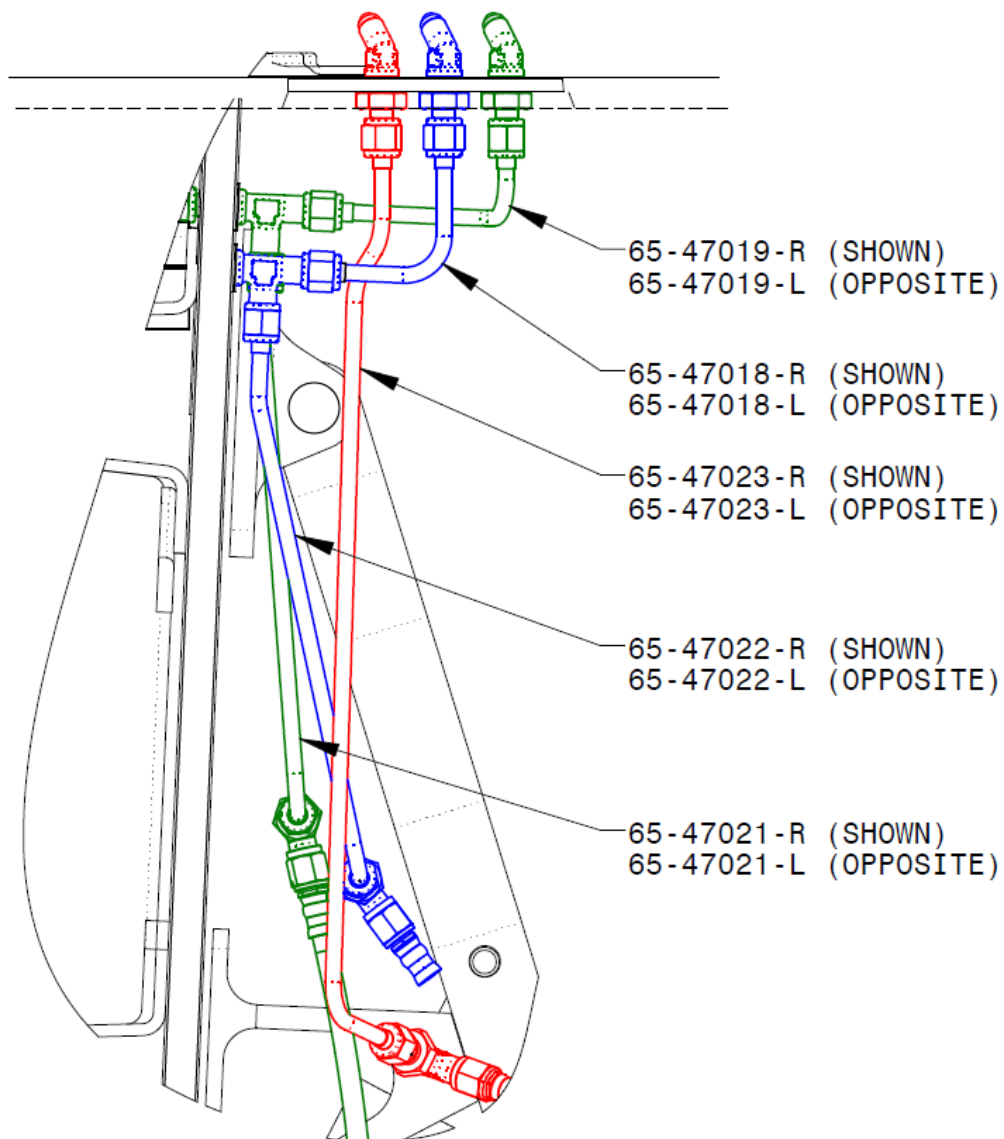 65-47019-R (SHOWN)
65-47019-L (OPPOSITE)
65-47018-R (SHOWN)
65-47018-L (OPPOSITE)
65-47023-R (SHOWN)
65-47023-L (OPPOSITE)
65-47022-R (SHOWN)
65-47022-L (OPPOSITE)
65-47021-R (SHOWN)
65-47021-L (OPPOSITE)